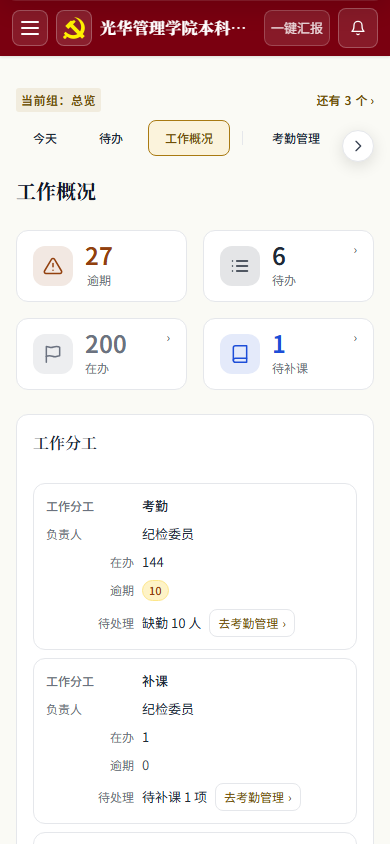 光华管理学院本科…
一键汇报
当前组：总览
还有 3 个 ›
今天
待办
工作概况
考勤管理
工作概况
27
逾期
6
待办
200
在办
1
待补课
工作分工
工作分工 考勤
负责人 纪检委员
在办 144
逾期 10
待处理 缺勤 10 人 去考勤管理 ›
工作分工 补课
负责人 纪检委员
在办 1
逾期 0
待处理 待补课 1 项 去考勤管理 ›